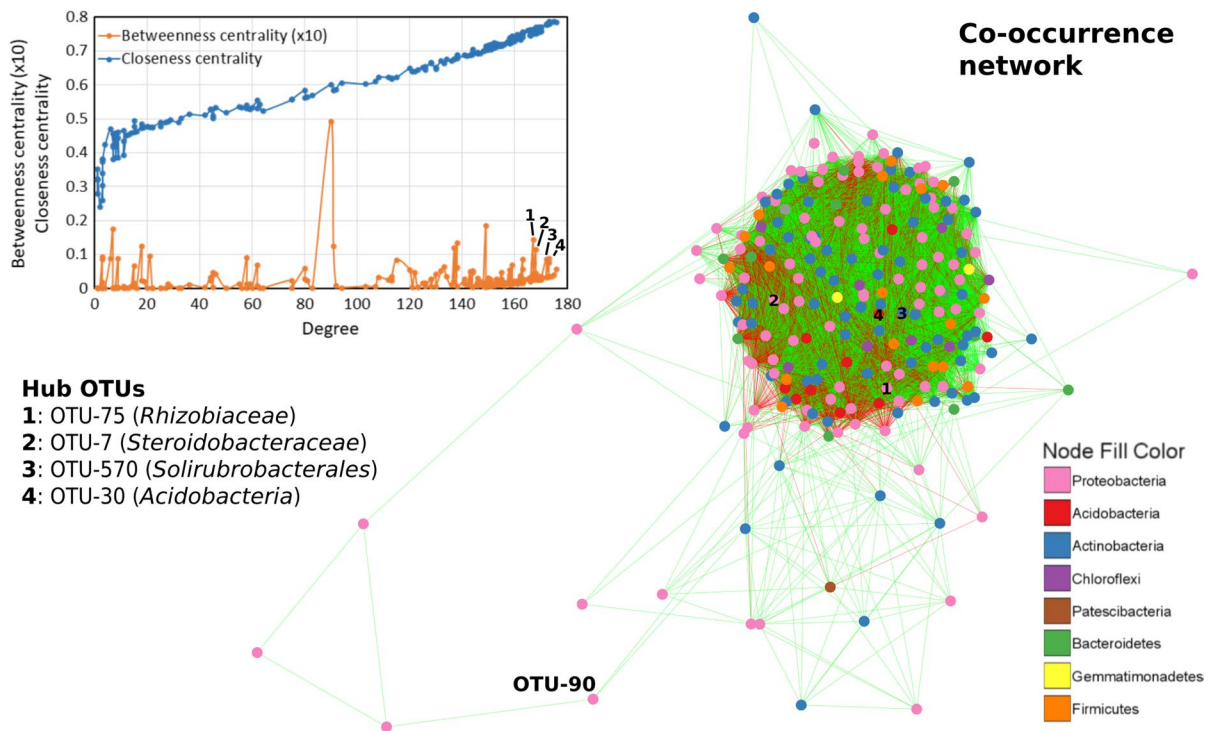 Co-occurrence
network
Betweenness centrality (x10)
Closeness centrality
0.8
0.7
0.6
0.5
0.4
0.3
0.2
0.1
0
Betweenness centrality (x10)
Closeness centrality
1
2
3
4
0 20 40 60 80 100 120 140 160 180
Degree
2
4 3
1
Hub OTUs
1: OTU-75 (Rhizobiaceae)
2: OTU-7 (Steroidobacteraceae)
3: OTU-570 (Solirubrobacterales)
4: OTU-30 (Acidobacteria)
OTU-90
Node Fill Color
Proteobacteria
Acidobacteria
Actinobacteria
Chloroflexi
Patescibacteria
Bacteroidetes
Gemmatimonadetes
Firmicutes